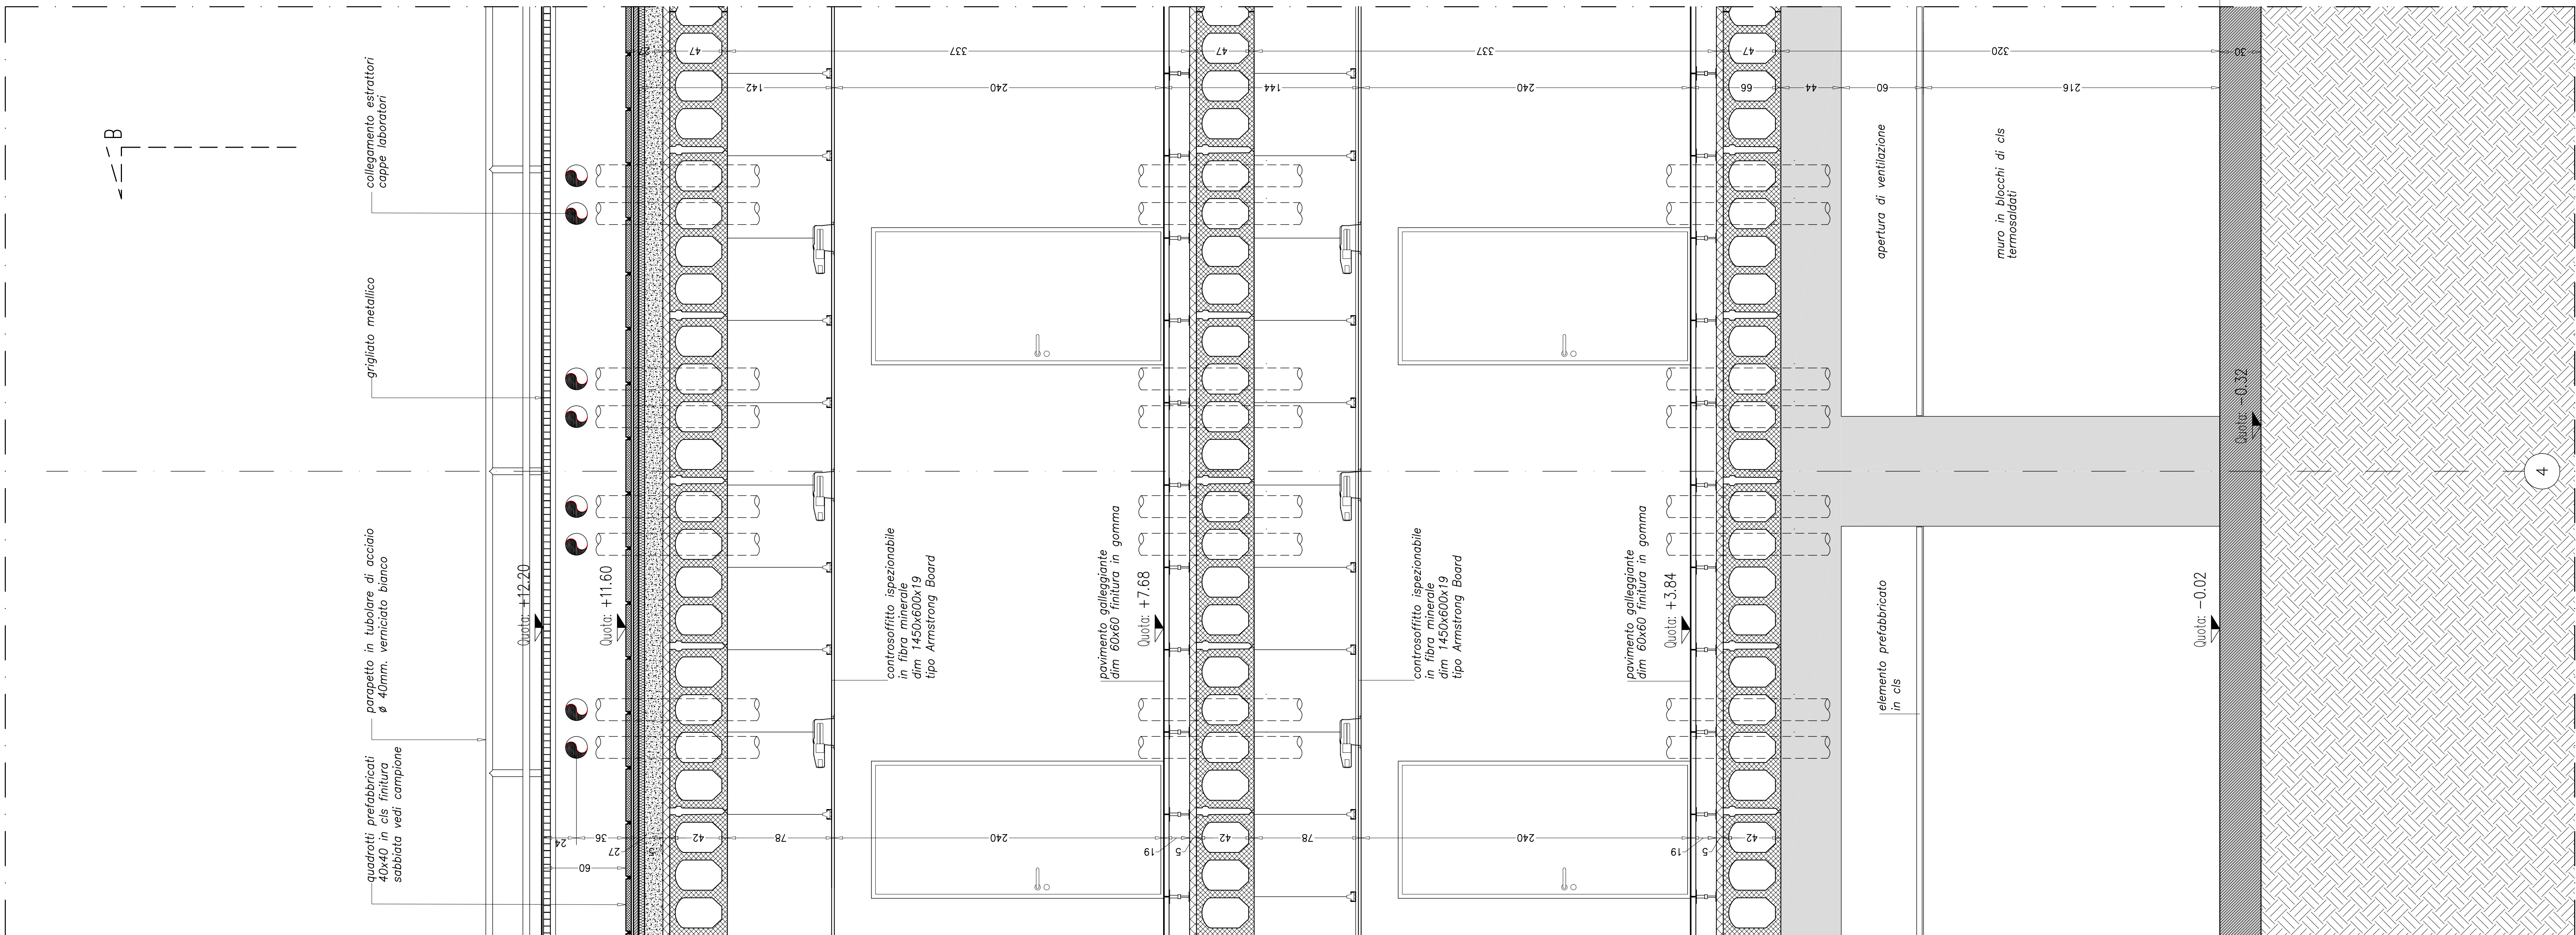 B
collegamento estrattori
cappe laboratori
grigliato metallico
parapetto in tubolare di acciaio
ø 40mm. verniciato bianco
quadrotti prefabbricati
40x40 in cls finitura
sabbiata vedi campione
Quota: +12.20
Quota: +11.60
27
47
337
47
337
47
320
30
142
240
144
240
66
44
60
216
controsoffitto ispezionabile
in fibra minerale
dim 1450x600x19
tipo Armstrong Board
pavimento galleggiante
dim 60x60 finitura in gomma
Quota: +7.68
controsoffitto ispezionabile
in fibra minerale
dim 1450x600x19
tipo Armstrong Board
pavimento galleggiante
dim 60x60 finitura in gomma
Quota: +3.84
apertura di ventilazione
muro in blocchi di cls
termosaldati
elemento prefabbricato
in cls
Quota: -0.02
Quota: -0.32
4
24
36
27
5
42
78
240
19
5
42
78
240
19
5
42
60